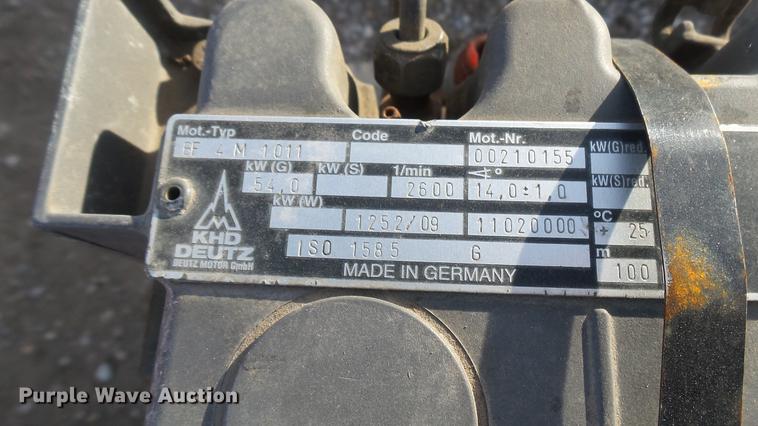 Mot.-Typ Code Mot.-Nr. kW(G)red.
BF 4 M 1011 00210155
kW (G) kW (S) 1/min ° kW(S)red.
54,0 2600 14,0±1,0
kW (W) °C
1252/09 11020000 + 25
KHD
DEUTZ
DEUTZ MOTOR GmbH
ISO 1585 G m
100
MADE IN GERMANY
Purple Wave Auction